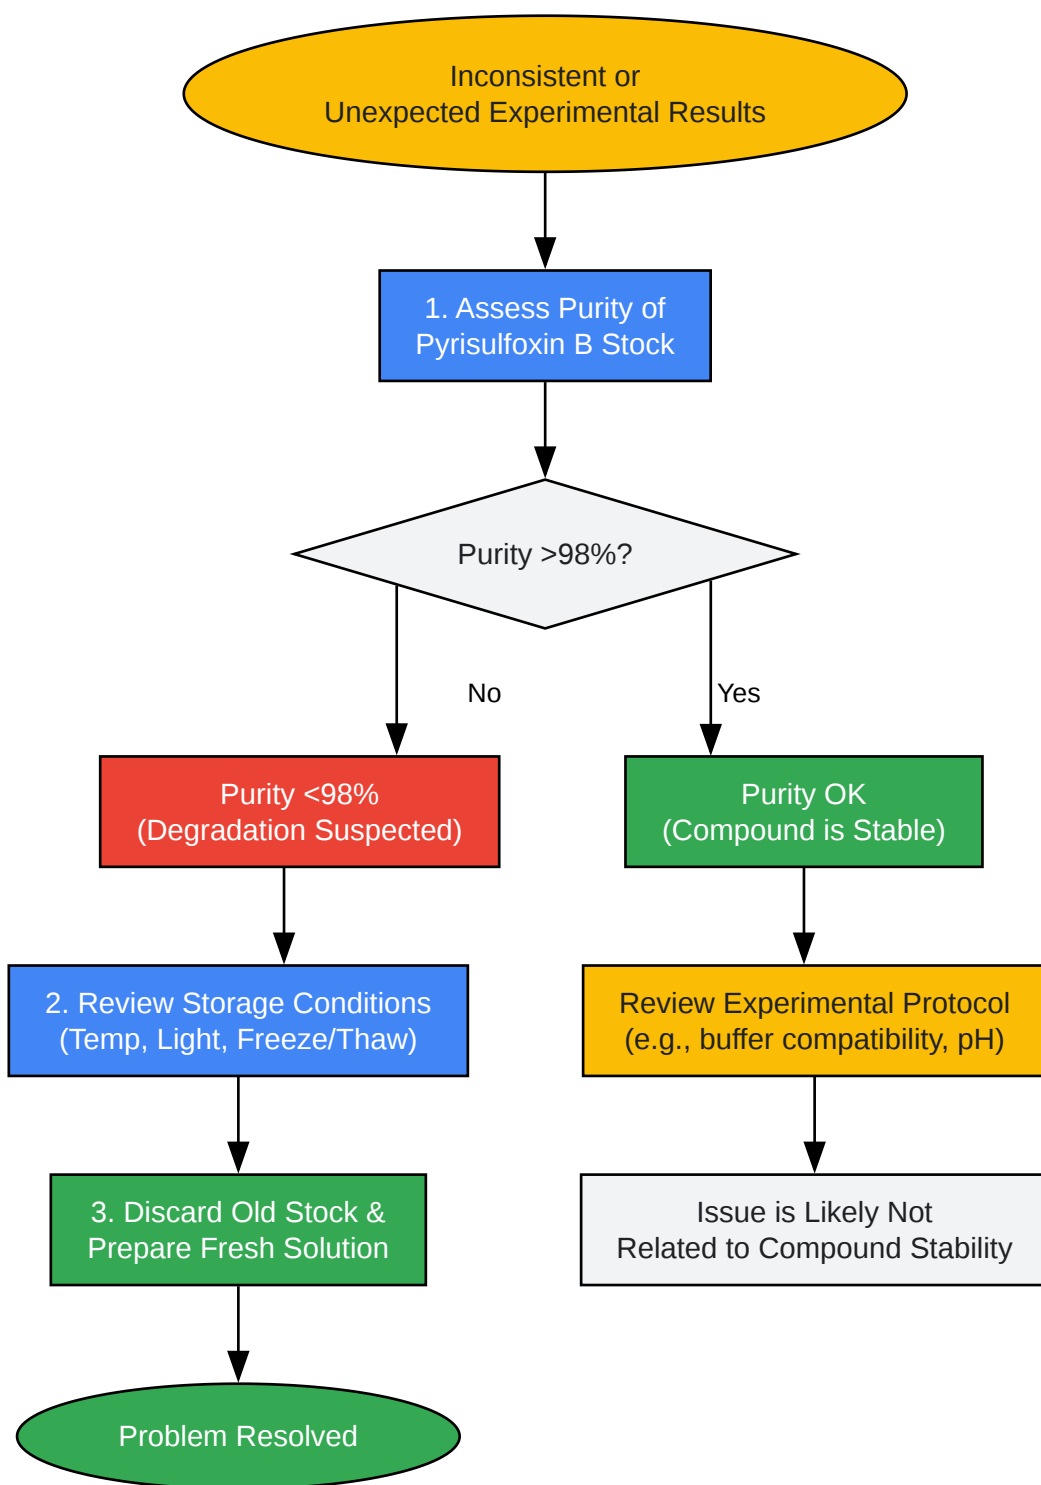 Inconsistent or
Unexpected Experimental Results
1. Assess Purity of
Pyrisulfoxin B Stock
Purity >98%?
No
Yes
Purity <98%
(Degradation Suspected)
Purity OK
(Compound is Stable)
2. Review Storage Conditions
(Temp, Light, Freeze/Thaw)
Review Experimental Protocol
(e.g., buffer compatibility, pH)
3. Discard Old Stock &
Prepare Fresh Solution
Issue is Likely Not
Related to Compound Stability
Problem Resolved